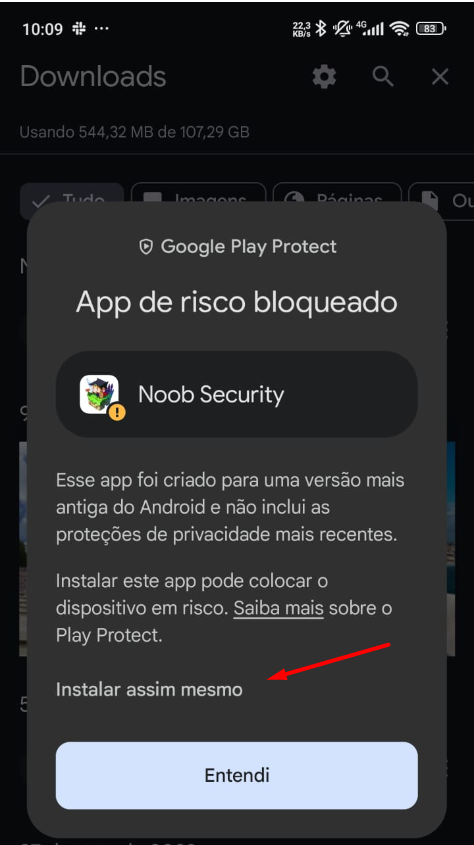 10:09
22,3
KB/s
4G
83
Downloads
Usando 544,32 MB de 107,29 GB
Tudo
Imagens
Páginas
Ou
Google Play Protect
App de risco bloqueado
Noob Security
Esse app foi criado para uma versão mais
antiga do Android e não inclui as
proteções de privacidade mais recentes.
Instalar este app pode colocar o
dispositivo em risco. Saiba mais sobre o
Play Protect.
Instalar assim mesmo
Entendi